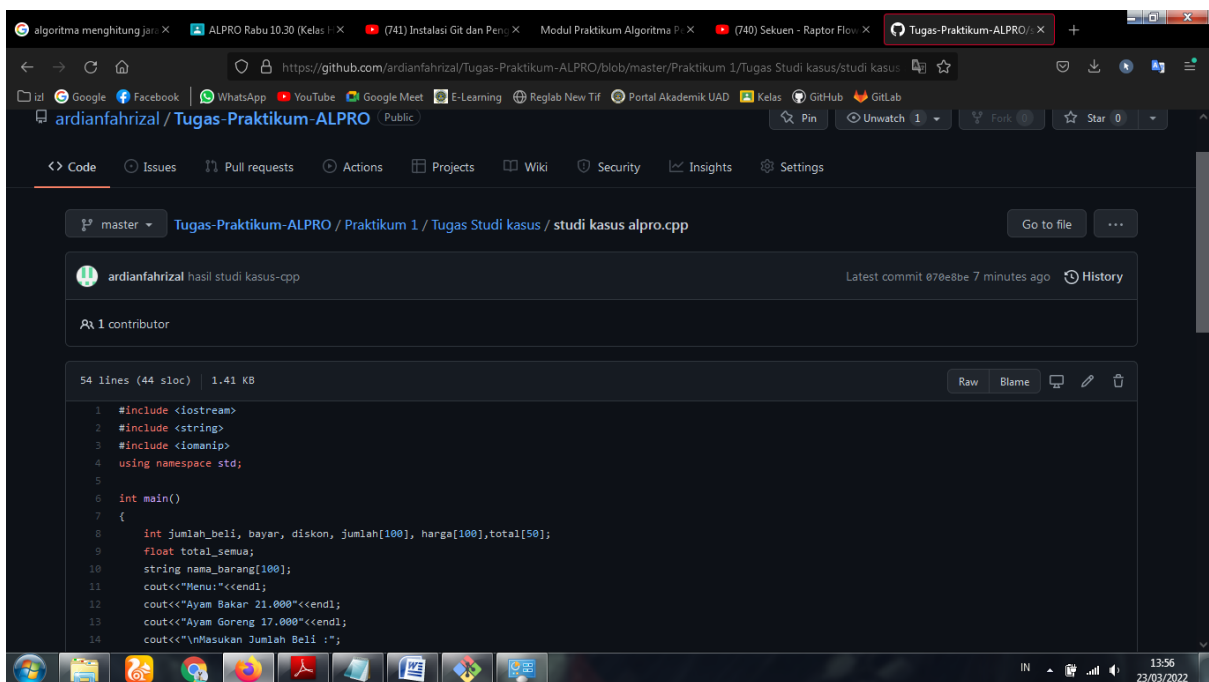 algoritma menghitung jara
ALPRO Rabu 10.30 (Kelas H
(741) Instalasi Git dan Peng
Modul Praktikum Algoritma Pe
(740) Sekuen - Raptor Flow
Tugas-Praktikum-ALPRO/s
https://github.com/ardianfahrizal/Tugas-Praktikum-ALPRO/blob/master/Praktikum 1/Tugas Studi kasus/studi kasus
izl Google Facebook WhatsApp YouTube Google Meet E-Learning Reglab New Tif Portal Akademik UAD Kelas GitHub GitLab
ardianfahrizal / Tugas-Praktikum-ALPRO Public Pin Unwatch 1 Fork 0 Star 0
<> Code Issues Pull requests Actions Projects Wiki Security Insights Settings
master Tugas-Praktikum-ALPRO / Praktikum 1 / Tugas Studi kasus / studi kasus alpro.cpp Go to file ...
ardianfahrizal hasil studi kasus-cpp Latest commit 070e8be 7 minutes ago History
1 contributor
54 lines (44 sloc) 1.41 KB Raw Blame
1 #include <iostream>
2 #include <string>
3 #include <iomanip>
4 using namespace std;
5
6 int main()
7 {
8 int jumlah_beli, bayar, diskon, jumlah[100], harga[100],total[50];
9 float total_semua;
10 string nama_barang[100];
11 cout<<"Menu:"<<endl;
12 cout<<"Ayam Bakar 21.000"<<endl;
13 cout<<"Ayam Goreng 17.000"<<endl;
14 cout<<"\nMasukan Jumlah Beli :";
IN 13:56
23/03/2022